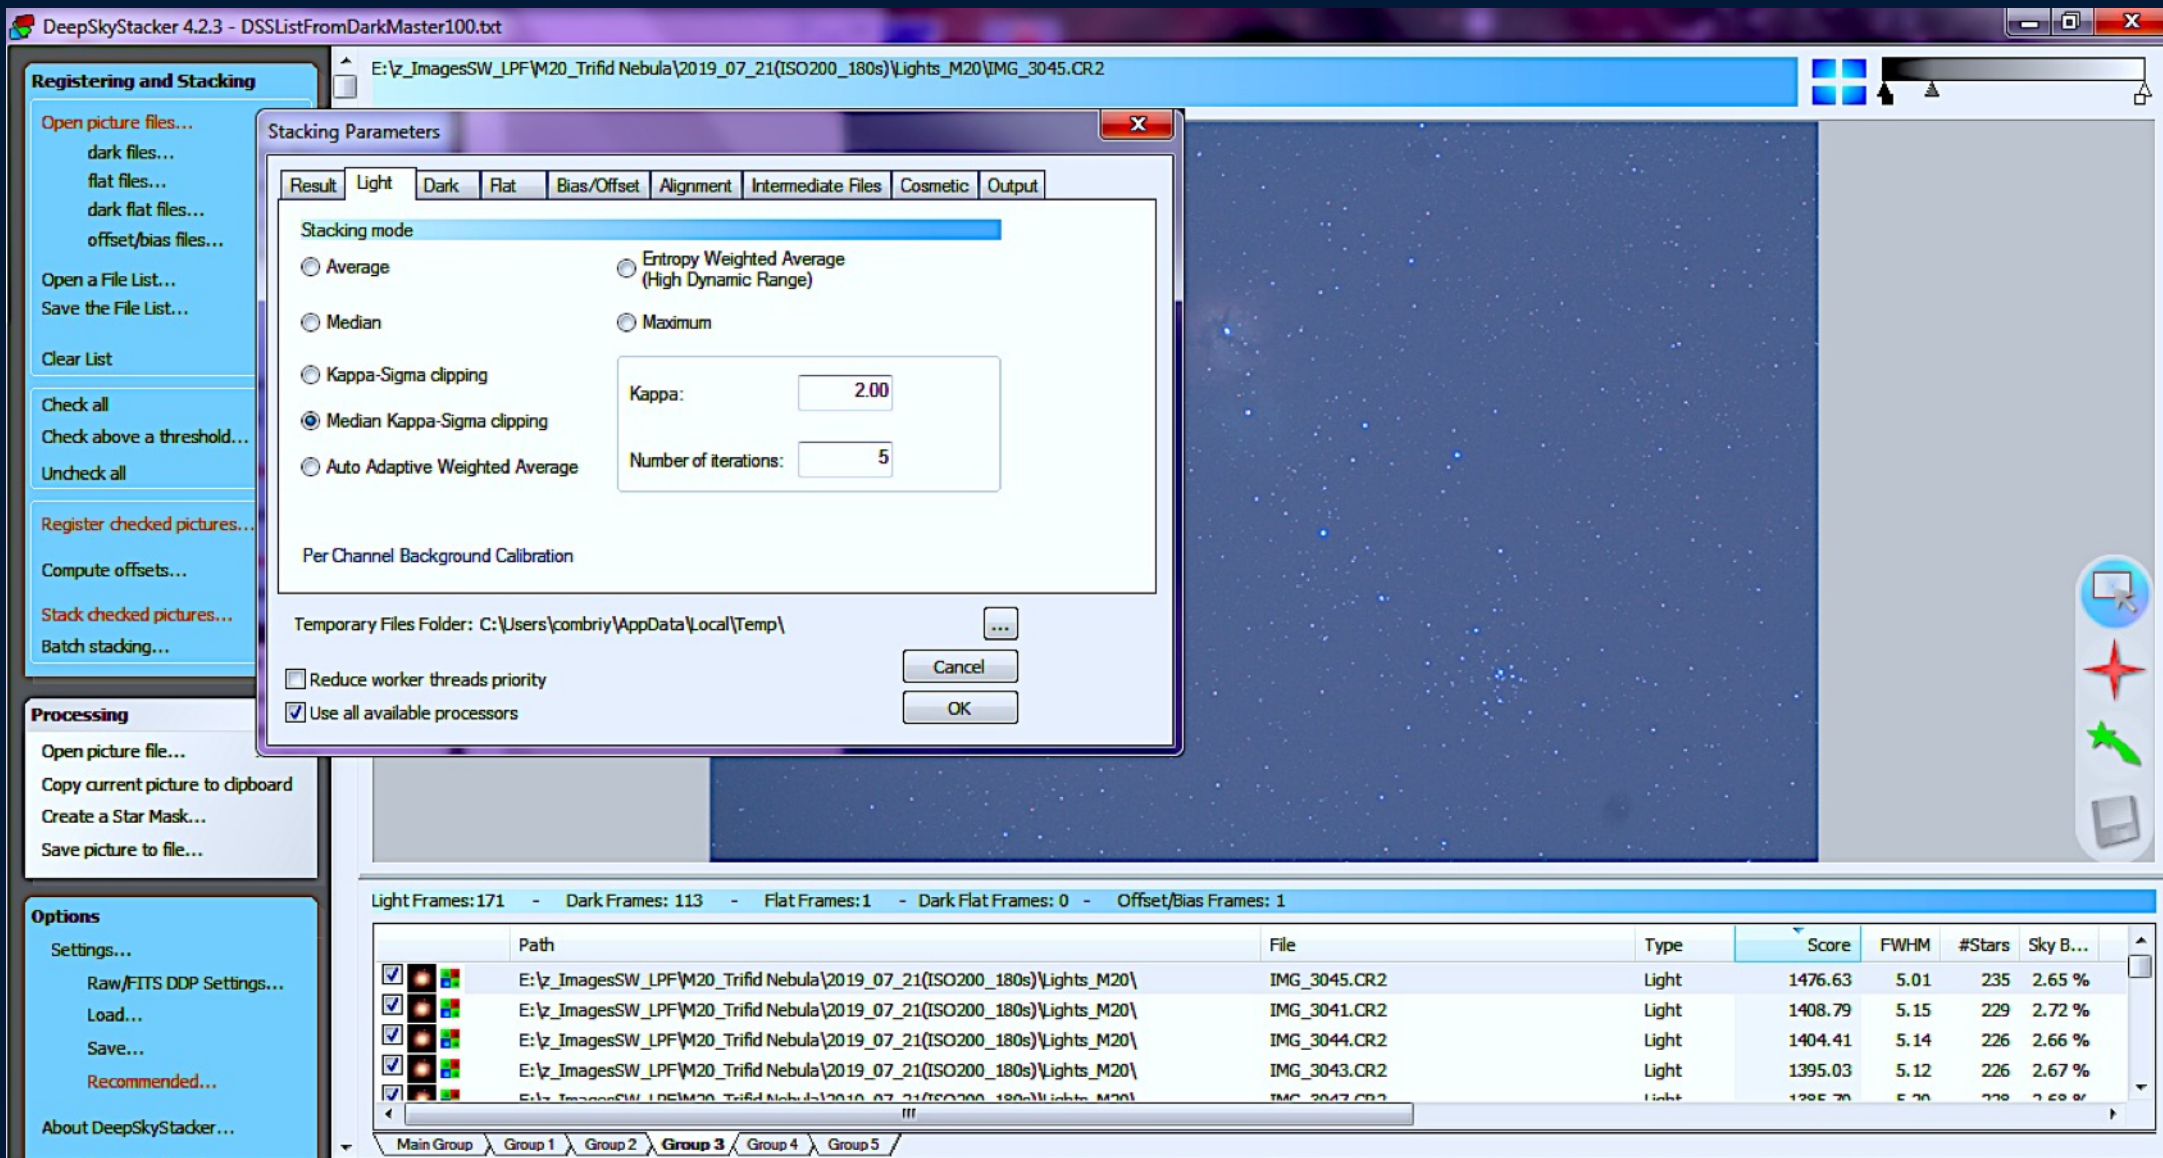 DeepSkyStacker 4.2.3 - DSSListFromDarkMaster100.txt
Registering and Stacking
Open picture files...
dark files...
flat files...
dark flat files...
offset/bias files...
Open a File List...
Save the File List...
Clear List
Check all
Check above a threshold...
Uncheck all
Register checked pictures...
Compute offsets...
Stack checked pictures...
Batch stacking...
Processing
Open picture file...
Copy current picture to clipboard
Create a Star Mask...
Save picture to file...
Options
Settings...
Raw/FITS DDP Settings...
Load...
Save...
Recommended...
About DeepSkyStacker...
E:\z_ImagesSW_LPF\M20_Trifid Nebula\2019_07_21(ISO200_180s)\Lights_M20\IMG_3045.CR2
Stacking Parameters
Result Light Dark Flat Bias/Offset Alignment Intermediate Files Cosmetic Output
Stacking mode
Average
Entropy Weighted Average
(High Dynamic Range)
Median
Maximum
Kappa-Sigma clipping
Median Kappa-Sigma clipping
Auto Adaptive Weighted Average
Kappa: 2.00
Number of iterations: 5
Per Channel Background Calibration
Temporary Files Folder: C:\Users\combriy\AppData\Local\Temp\ ...
Reduce worker threads priority
Use all available processors
Cancel
OK
Light Frames:171 - Dark Frames: 113 - Flat Frames:1 - Dark Flat Frames: 0 - Offset/Bias Frames: 1
Path File Type Score FWHM #Stars Sky B...
E:\z_ImagesSW_LPF\M20_Trifid Nebula\2019_07_21(ISO200_180s)\Lights_M20\ IMG_3045.CR2 Light 1476.63 5.01 235 2.65 %
E:\z_ImagesSW_LPF\M20_Trifid Nebula\2019_07_21(ISO200_180s)\Lights_M20\ IMG_3041.CR2 Light 1408.79 5.15 229 2.72 %
E:\z_ImagesSW_LPF\M20_Trifid Nebula\2019_07_21(ISO200_180s)\Lights_M20\ IMG_3044.CR2 Light 1404.41 5.14 226 2.66 %
E:\z_ImagesSW_LPF\M20_Trifid Nebula\2019_07_21(ISO200_180s)\Lights_M20\ IMG_3043.CR2 Light 1395.03 5.12 226 2.67 %
Main Group Group 1 Group 2 Group 3 Group 4 Group 5